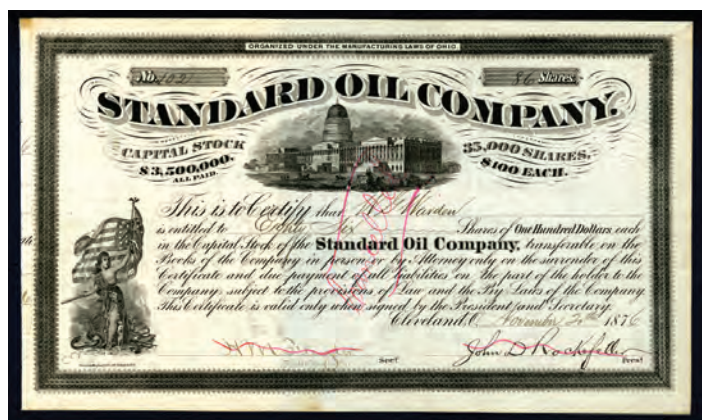 ORGANIZED UNDER THE MANUFACTURING LAWS OF OHIO.
No. 86 Shares.
STANDARD OIL COMPANY.
CAPITAL STOCK 35,000 SHARES.
$3,500,000. $100 EACH.
ALL PAID.
This is to Certify that W G Warden
is entitled to Eighty Six Shares of One Hundred Dollars, each
in the Capital Stock of the Standard Oil Company, transferable on the
Books of the Company in person or by Attorney only on the surrender of this
Certificate and due payment of all liabilities on the part of the holder to the
Company subject to the provisions of Law and the By Laws of the Company
This Certificate is valid only when signed by the President and Secretary.
Cleveland, O. November 1876
Secy.
John D Rockefeller
Prest.